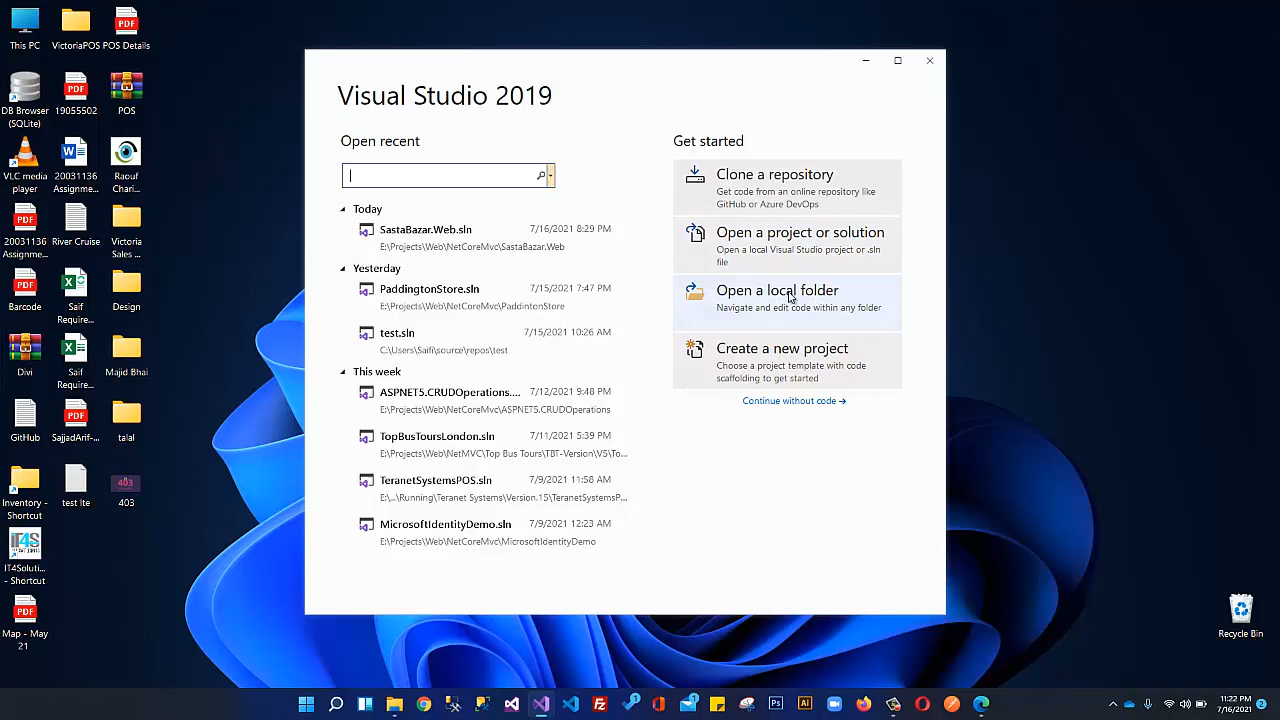 This PC
VictoriaPOS
POS Details
DB Browser
(SQLite)
19055502
POS
VLC media
player
20031136
Assignme...
Raouf
Chari...
20031136
Assignme...
River Cruise
Victoria
Sales ...
Barcode
Saif
Require...
Demo
Divi
Saif
Require...
Majid Bhai
GitHub
SajjadArif-...
talal
Inventory -
Shortcut
test lte
403
403
IT4S
IT4Solution...
- Shortcut
Map - May
21
Visual Studio 2019
Open recent
Today
SastaBazar.Web.sln
7/16/2021 8:29 PM
E:\Projects\Web\NetCoreMvc\SastaBazar.Web
Yesterday
PaddingtonStore.sln
7/15/2021 7:47 PM
E:\Projects\Web\NetCoreMvc\PaddintonStore
test.sln
7/15/2021 10:26 AM
C:\Users\Saifi\source\repos\test
This week
ASPNET5.CRUDOperations....
7/12/2021 9:48 PM
E:\Projects\Web\NetCoreMvc\ASPNET5.CRUDOperations
TopBusToursLondon.sln
7/11/2021 5:39 PM
E:\Projects\Web\NetMVC\Top Bus Tours\TBT-Version\V5\To...
TeranetSystemsPOS.sln
7/9/2021 11:58 AM
E:\...\Running\Teranet Systems\Version.15\TeranetSystemsP...
MicrosoftIdentityDemo.sln
7/9/2021 12:23 AM
E:\Projects\Web\NetCoreMvc\MicrosoftIdentityDemo
Get started
Clone a repository
Get code from an online repository like
GitHub or Azure DevOps
Open a project or solution
Open a local Visual Studio project or .sln
file
Open a local folder
Navigate and edit code within any folder
Create a new project
Choose a project template with code
scaffolding to get started
Continue without code →
Recycle Bin
11:22 PM
7/16/2021